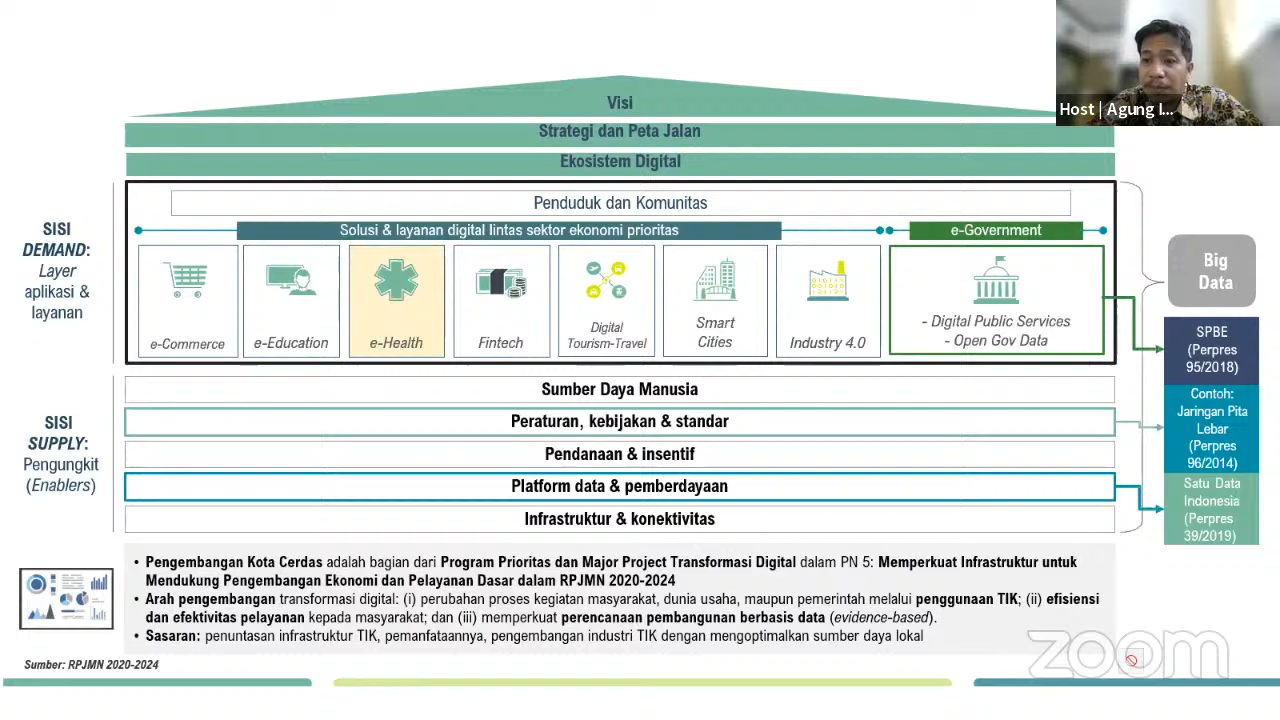 Host | Agung I...
Visi
Strategi dan Peta Jalan
Ekosistem Digital
SISI
DEMAND:
Layer
aplikasi &
layanan
Penduduk dan Komunitas
Solusi & layanan digital lintas sektor ekonomi prioritas
e-Government
e-Commerce
e-Education
e-Health
Fintech
Digital
Tourism-Travel
Smart
Cities
Industry 4.0
- Digital Public Services
- Open Gov Data
Big
Data
SPBE
(Perpres
95/2018)
Contoh:
Jaringan Pita
Lebar
(Perpres
96/2014)
Satu Data
Indonesia
(Perpres
39/2019)
SISI
SUPPLY:
Pengungkit
(Enablers)
Sumber Daya Manusia
Peraturan, kebijakan & standar
Pendanaan & insentif
Platform data & pemberdayaan
Infrastruktur & konektivitas
• Pengembangan Kota Cerdas adalah bagian dari Program Prioritas dan Major Project Transformasi Digital dalam PN 5: Memperkuat Infrastruktur untuk
Mendukung Pengembangan Ekonomi dan Pelayanan Dasar dalam RPJMN 2020-2024
• Arah pengembangan transformasi digital: (i) perubahan proses kegiatan masyarakat, dunia usaha, maupun pemerintah melalui penggunaan TIK; (ii) efisiensi
dan efektivitas pelayanan kepada masyarakat; dan (iii) memperkuat perencanaan pembangunan berbasis data (evidence-based).
• Sasaran: penuntasan infrastruktur TIK, pemanfaatannya, pengembangan industri TIK dengan mengoptimalkan sumber daya lokal
Sumber: RPJMN 2020-2024
zoom